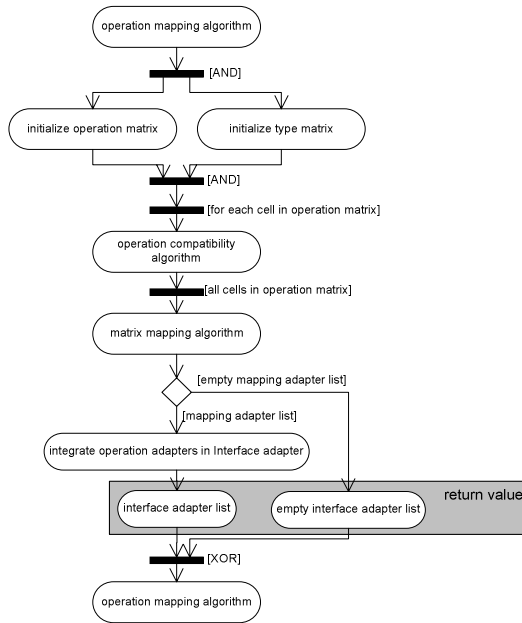 operation mapping algorithm
[AND]
initialize operation matrix
initialize type matrix
[AND]
[for each cell in operation matrix]
operation compatibility
algorithm
[all cells in operation matrix]
matrix mapping algorithm
[empty mapping adapter list]
[mapping adapter list]
integrate operation adapters in Interface adapter
return value
interface adapter list
empty interface adapter list
[XOR]
operation mapping algorithm